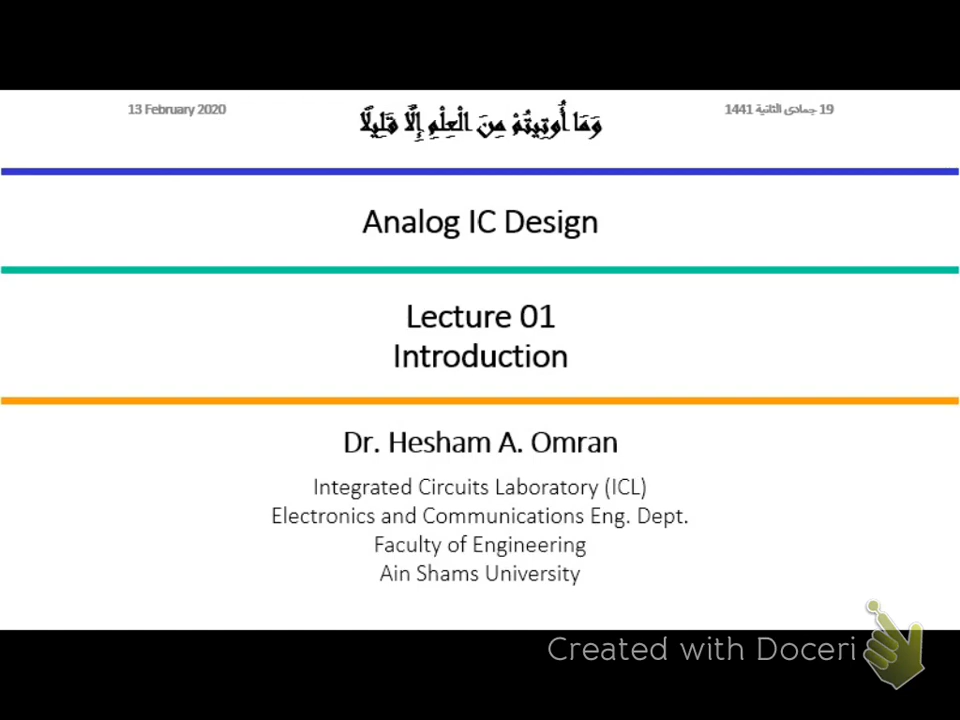 13 February 2020
وَمَا أُوتِيتُمْ مِنَ الْعِلْمِ إِلَّا قَلِيلًا
19 جمادى الثانية 1441
Analog IC Design
Lecture 01
Introduction
Dr. Hesham A. Omran
Integrated Circuits Laboratory (ICL)
Electronics and Communications Eng. Dept.
Faculty of Engineering
Ain Shams University
Created with Doceri